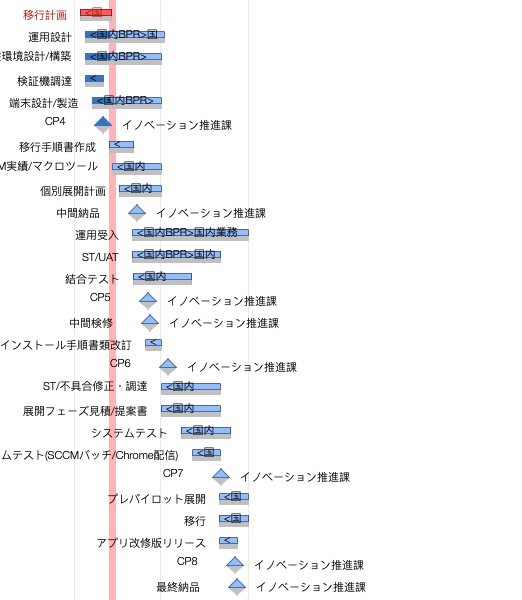 移行計画 <国
運用設計 <国内BPR>国
環境設計/構築 <国内BPR>
検証機調達 <
端末設計/製造 <国内BPR>
CP4 イノベーション推進課
移行手順書作成 <
M実績/マクロツール <国内
個別展開計画 <国内
中間納品 イノベーション推進課
運用受入 <国内BPR>国内業務
ST/UAT <国内BPR>国内
結合テスト <国内
CP5 イノベーション推進課
中間検修 イノベーション推進課
インストール手順書類改訂 <
CP6 イノベーション推進課
ST/不具合修正・調達 <国内
展開フェーズ見積/提案書 <国内
システムテスト <国内
ムテスト(SCCMパッチ/Chrome配信) <国
CP7 イノベーション推進課
プレパイロット展開 <国
移行 <国
アプリ改修版リリース <
CP8 イノベーション推進課
最終納品 イノベーション推進課